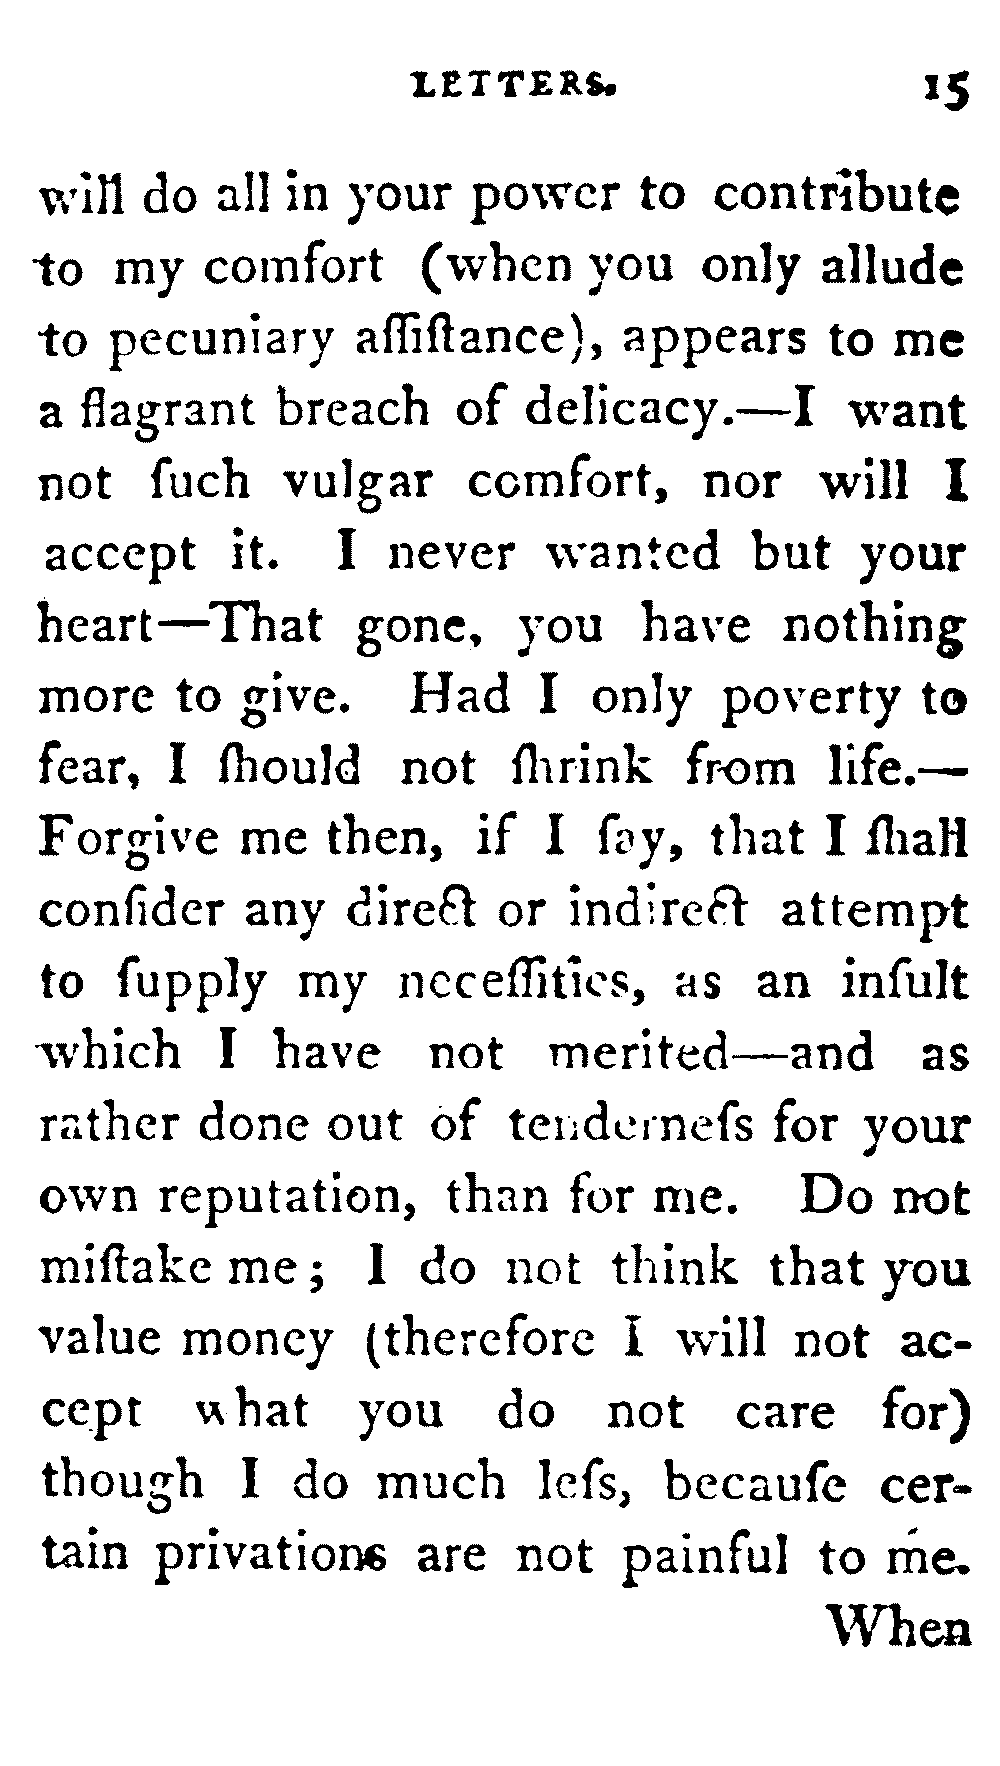 LETTERS. 15
will do all in your power to contribute
to my comfort (when you only allude
to pecuniary aſſiſtance), appears to me
a flagrant breach of delicacy.—I want
not ſuch vulgar comfort, nor will I
accept it. I never wanted but your
heart—That gone, you have nothing
more to give. Had I only poverty to
fear, I ſhould not ſhrink from life.—
Forgive me then, if I ſay, that I ſhall
conſider any direct or indirect attempt
to ſupply my neceſſities, as an inſult
which I have not merited—and as
rather done out of tenderneſs for your
own reputation, than for me. Do not
miſtake me; I do not think that you
value money (therefore I will not ac-
cept what you do not care for)
though I do much leſs, becauſe cer-
tain privations are not painful to me.
When